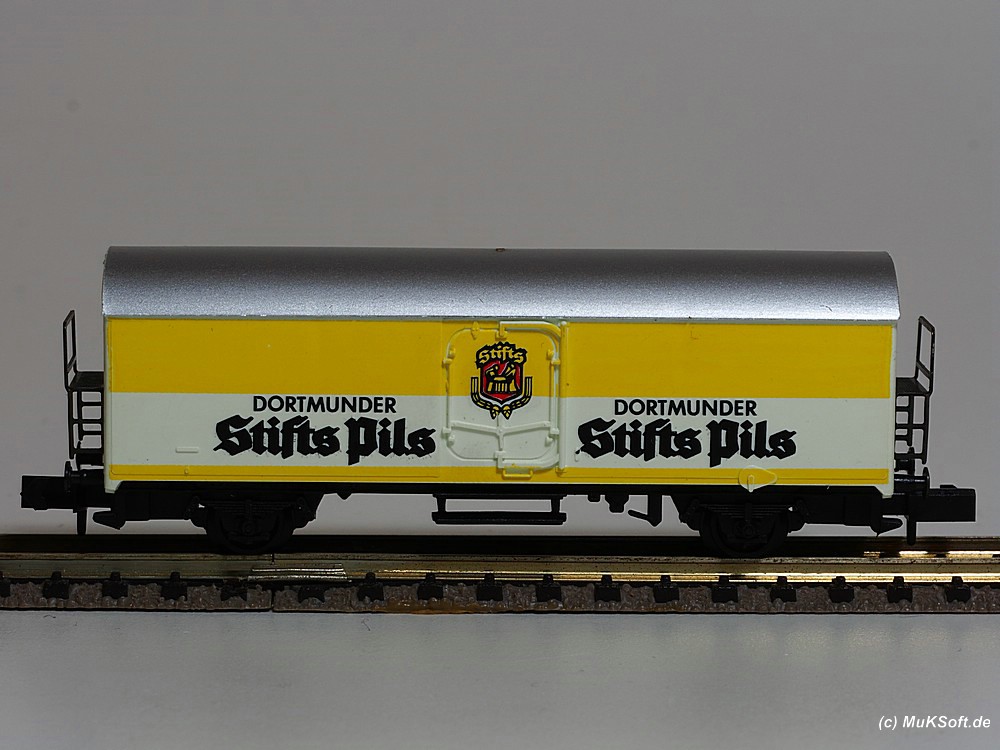 Stifts
DORTMUNDER
Stifts Pils
DORTMUNDER
Stifts Pils
(c) MuKSoft.de